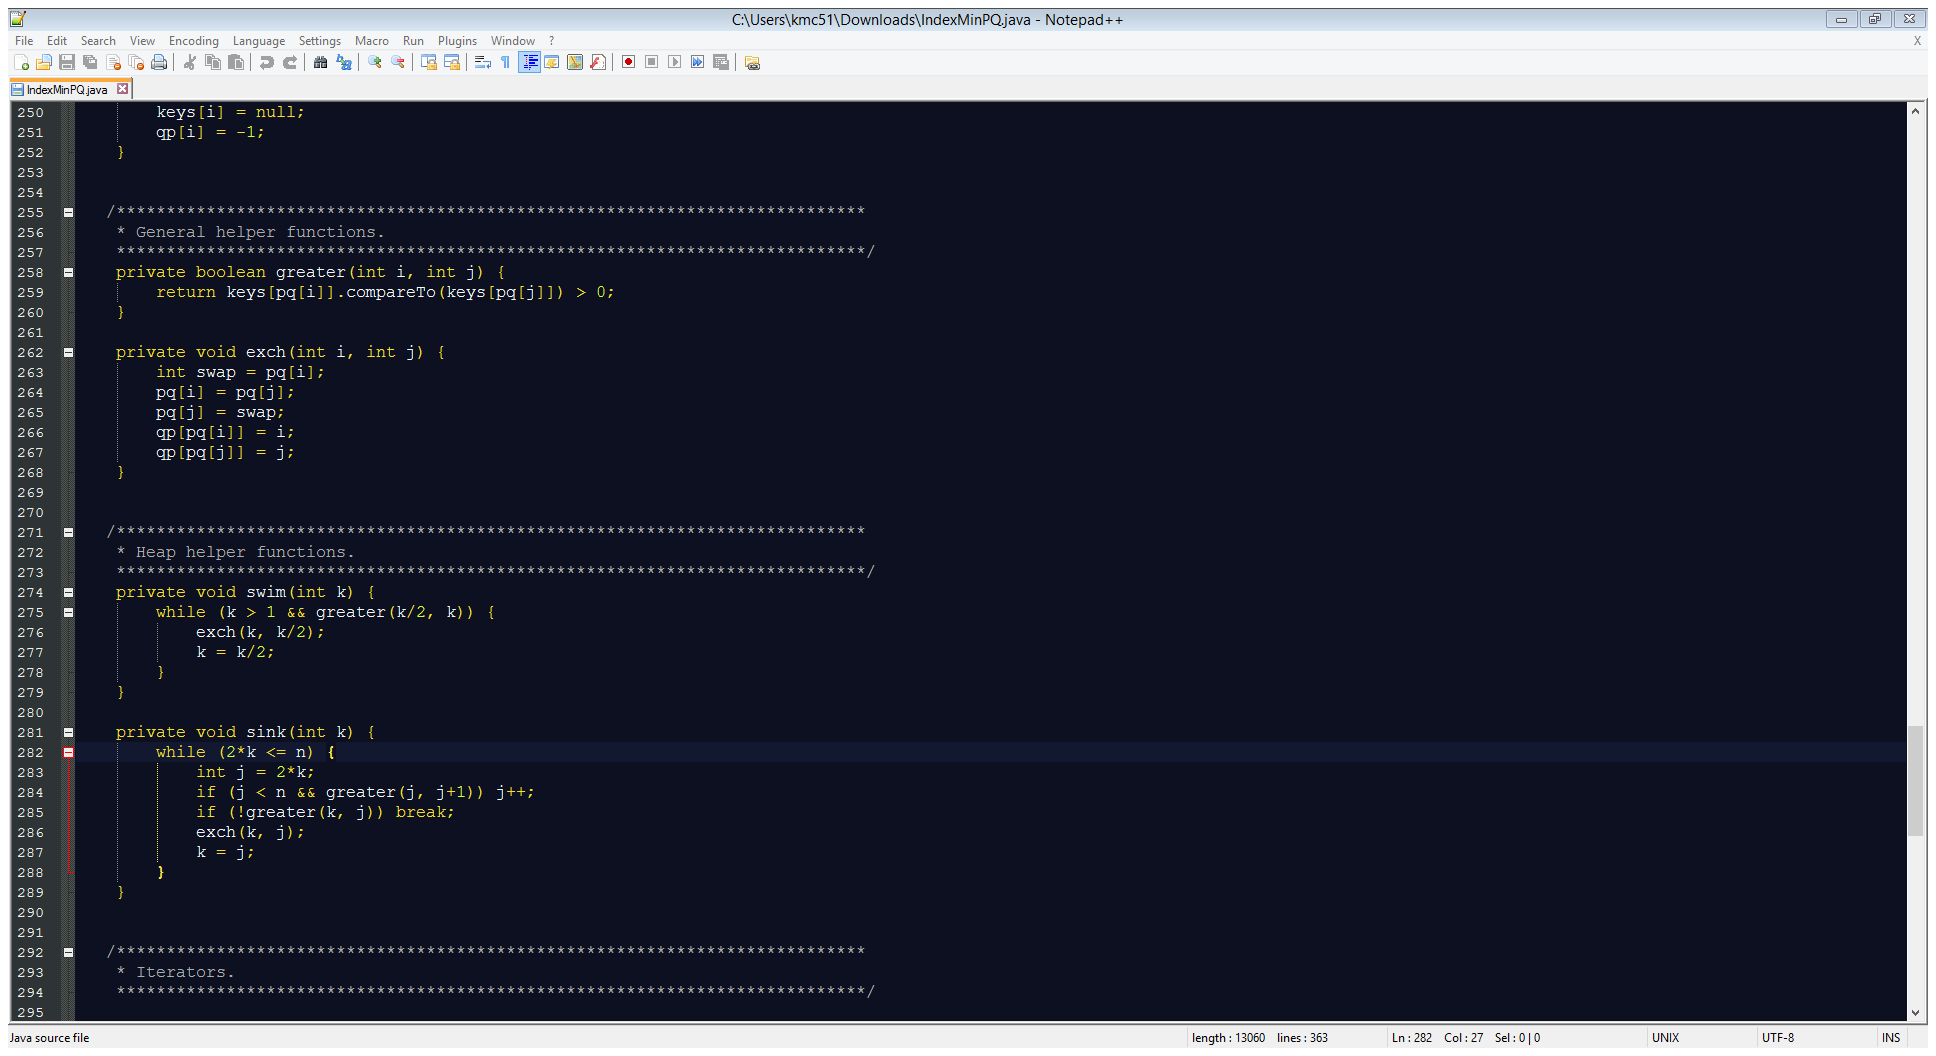 C:\Users\kmc51\Downloads\IndexMinPQ.java - Notepad++
File Edit Search View Encoding Language Settings Macro Run Plugins Window ? X
IndexMinPQ.java
250 keys[i] = null;
251 qp[i] = -1;
252 }
253
254
255 /***************************************************************************
256 * General helper functions.
257 ***************************************************************************/
258 private boolean greater(int i, int j) {
259 return keys[pq[i]].compareTo(keys[pq[j]]) > 0;
260 }
261
262 private void exch(int i, int j) {
263 int swap = pq[i];
264 pq[i] = pq[j];
265 pq[j] = swap;
266 qp[pq[i]] = i;
267 qp[pq[j]] = j;
268 }
269
270
271 /***************************************************************************
272 * Heap helper functions.
273 ***************************************************************************/
274 private void swim(int k) {
275 while (k > 1 && greater(k/2, k)) {
276 exch(k, k/2);
277 k = k/2;
278 }
279 }
280
281 private void sink(int k) {
282 while (2*k <= n) {
283 int j = 2*k;
284 if (j < n && greater(j, j+1)) j++;
285 if (!greater(k, j)) break;
286 exch(k, j);
287 k = j;
288 }
289 }
290
291
292 /***************************************************************************
293 * Iterators.
294 ***************************************************************************/
295
Java source file length : 13060 lines : 363 Ln : 282 Col : 27 Sel : 0 | 0 UNIX UTF-8 INS